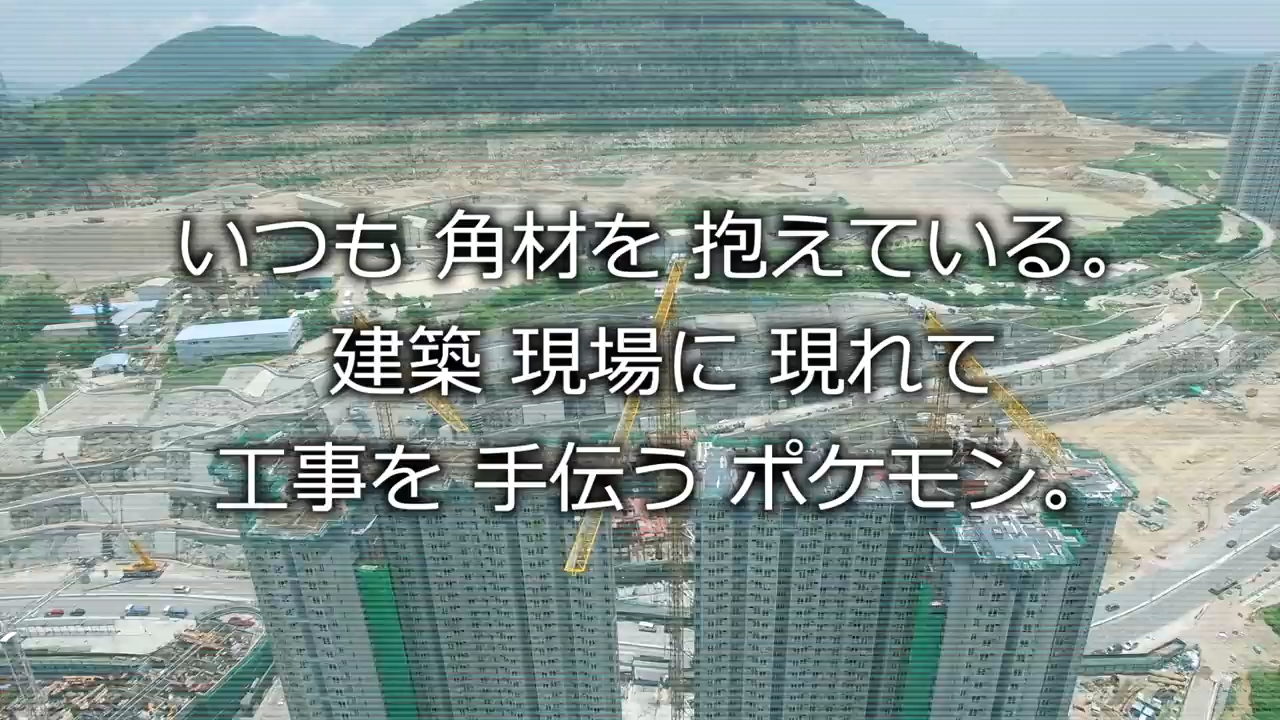 いつも 角材を 抱えている。
建築 現場に 現れて
工事を 手伝う ポケモン。